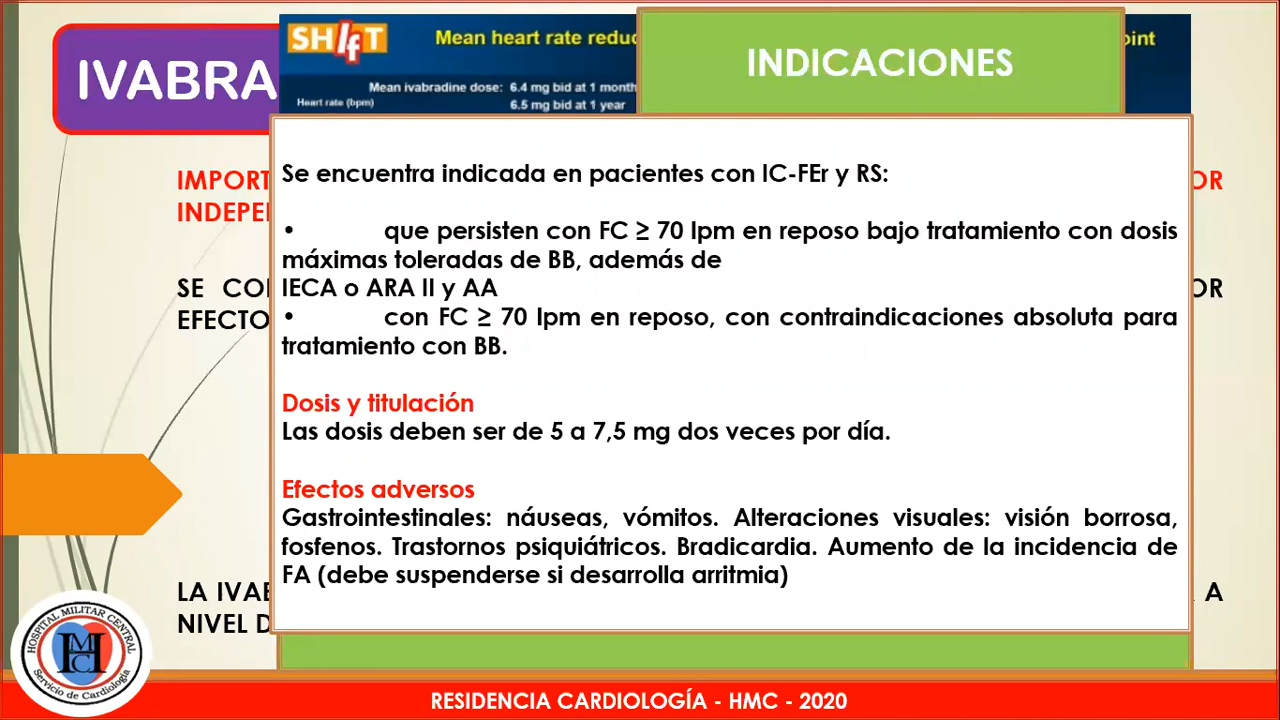 IVABRA
SHIfT
Mean heart rate reduc
oint
INDICACIONES
Mean ivabradine dose: 6.4 mg bid at 1 month
Heart rate (bpm)
6.5 mg bid at 1 year
IMPORT
OR
INDEPE
Se encuentra indicada en pacientes con IC-FEr y RS:
• que persisten con FC ≥ 70 lpm en reposo bajo tratamiento con dosis
máximas toleradas de BB, además de
IECA o ARA II y AA
• con FC ≥ 70 lpm en reposo, con contraindicaciones absoluta para
tratamiento con BB.
SE CO
OR
EFECTO
Dosis y titulación
Las dosis deben ser de 5 a 7,5 mg dos veces por día.
Efectos adversos
Gastrointestinales: náuseas, vómitos. Alteraciones visuales: visión borrosa,
fosfenos. Trastornos psiquiátricos. Bradicardia. Aumento de la incidencia de
FA (debe suspenderse si desarrolla arritmia)
LA IVAB
A
NIVEL D
HOSPITAL MILITAR CENTRAL
HMC
Servicio de Cardiología
RESIDENCIA CARDIOLOGÍA - HMC - 2020